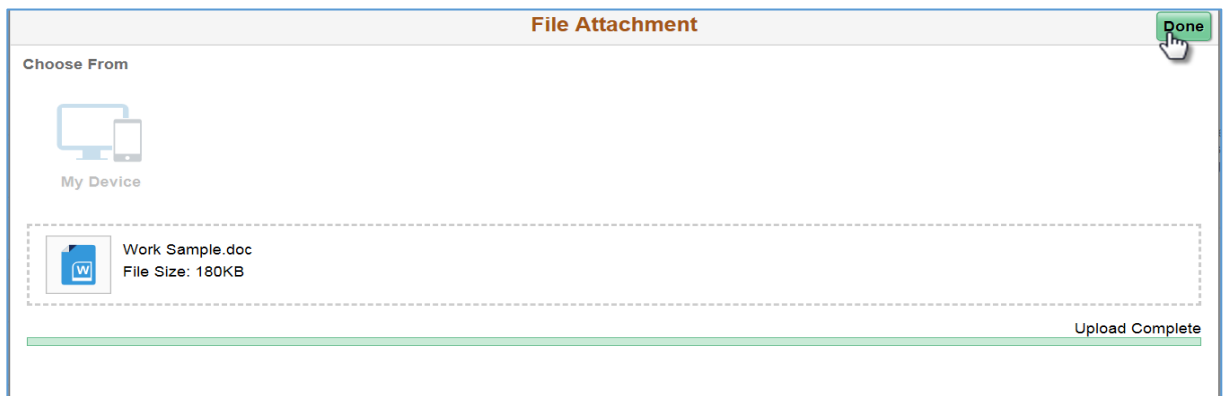 File Attachment
Done
Choose From
My Device
W
Work Sample.doc
File Size: 180KB
Upload Complete